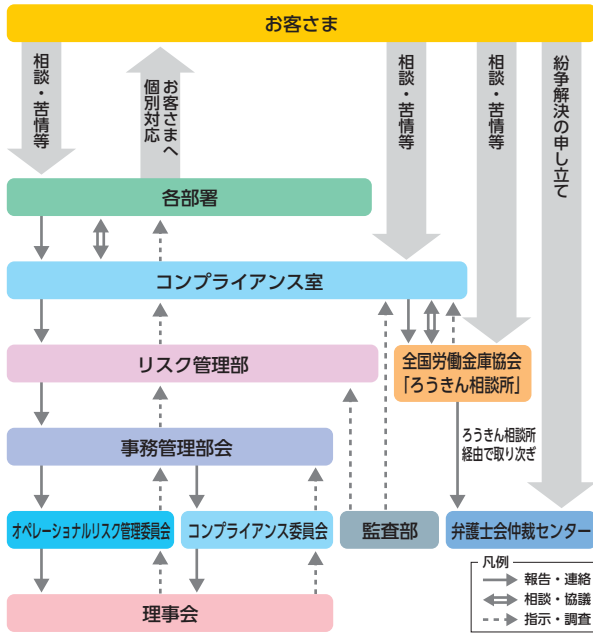 お客さま
相談・苦情等
お客さまへ
個別対応
相談・苦情等
相談・苦情等
紛争解決の申し立て
各部署
コンプライアンス室
リスク管理部
全国労働金庫協会
「ろうきん相談所」
事務管理部会
ろうきん相談所
経由で取り次ぎ
オペレーショナルリスク管理委員会
コンプライアンス委員会
監査部
弁護士会仲裁センター
理事会
凡例
報告・連絡
相談・協議
指示・調査